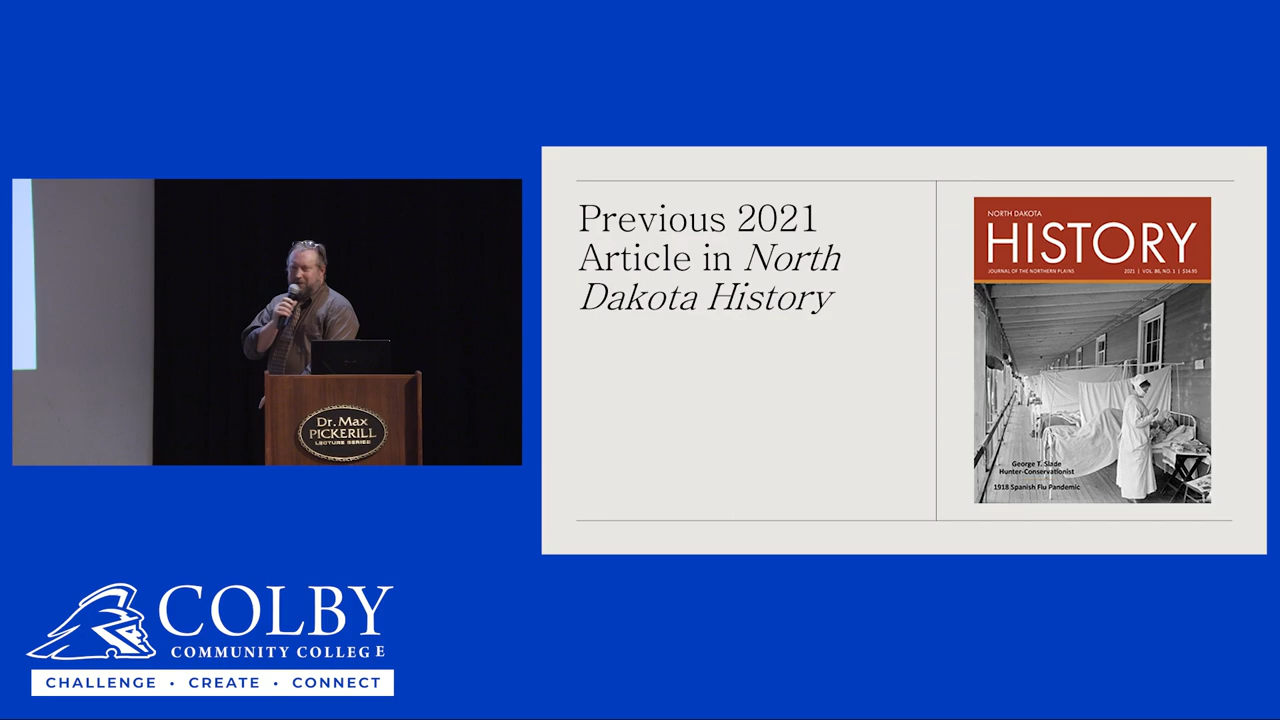 Dr. Max
PICKERILL
LECTURE SERIES
Previous 2021
Article in North
Dakota History
NORTH DAKOTA
HISTORY
JOURNAL OF THE NORTHERN PLAINS
2021 | VOL. 86, NO. 1 | $14.95
George T. Slade
Hunter-Conservationist
1918 Spanish Flu Pandemic
COLBY
COMMUNITY COLLEGE
CHALLENGE • CREATE • CONNECT